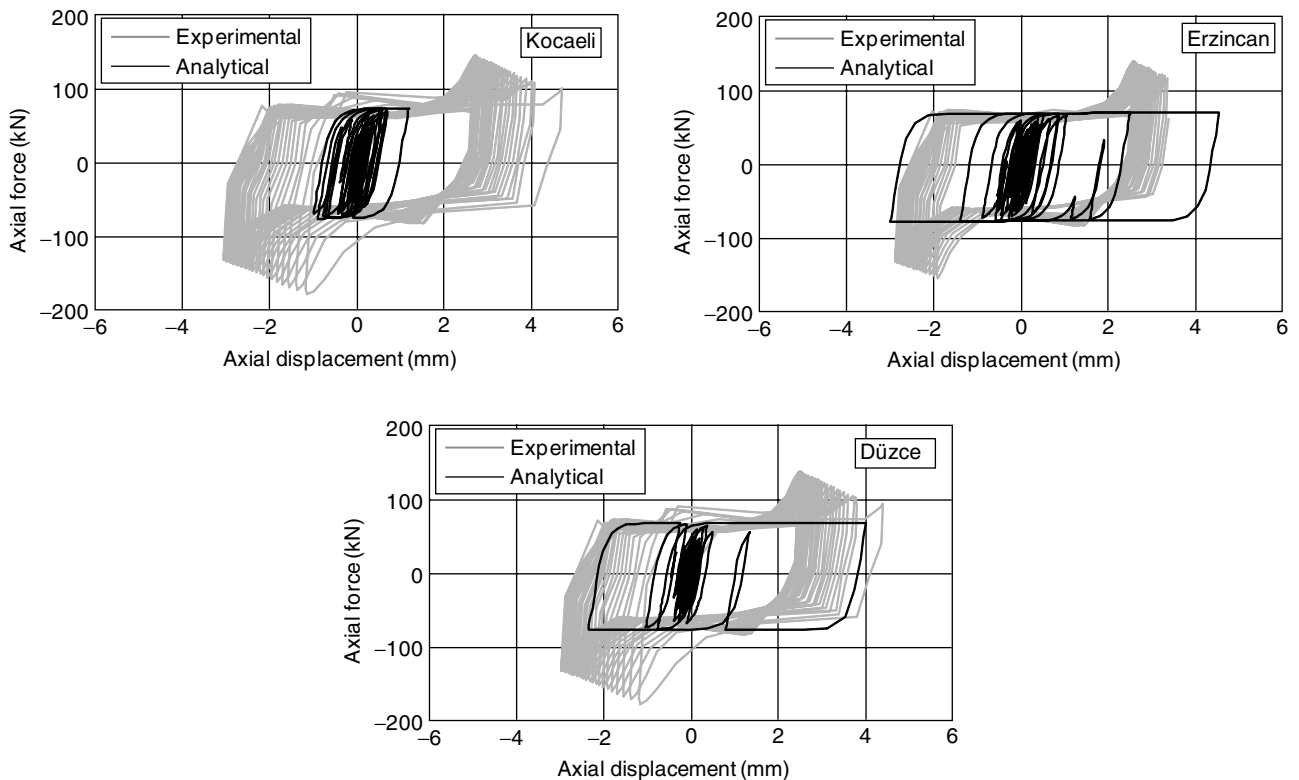 200
100
0
−100
−200
Axial force (kN)
Experimental
Analytical
Kocaeli
−6 −4 −2 0 2 4 6
Axial displacement (mm)
200
100
0
−100
−200
Axial force (kN)
Experimental
Analytical
Erzincan
−6 −4 −2 0 2 4 6
Axial displacement (mm)
200
100
0
−100
−200
Axial force (kN)
Experimental
Analytical
Düzce
−6 −4 −2 0 2 4 6
Axial displacement (mm)